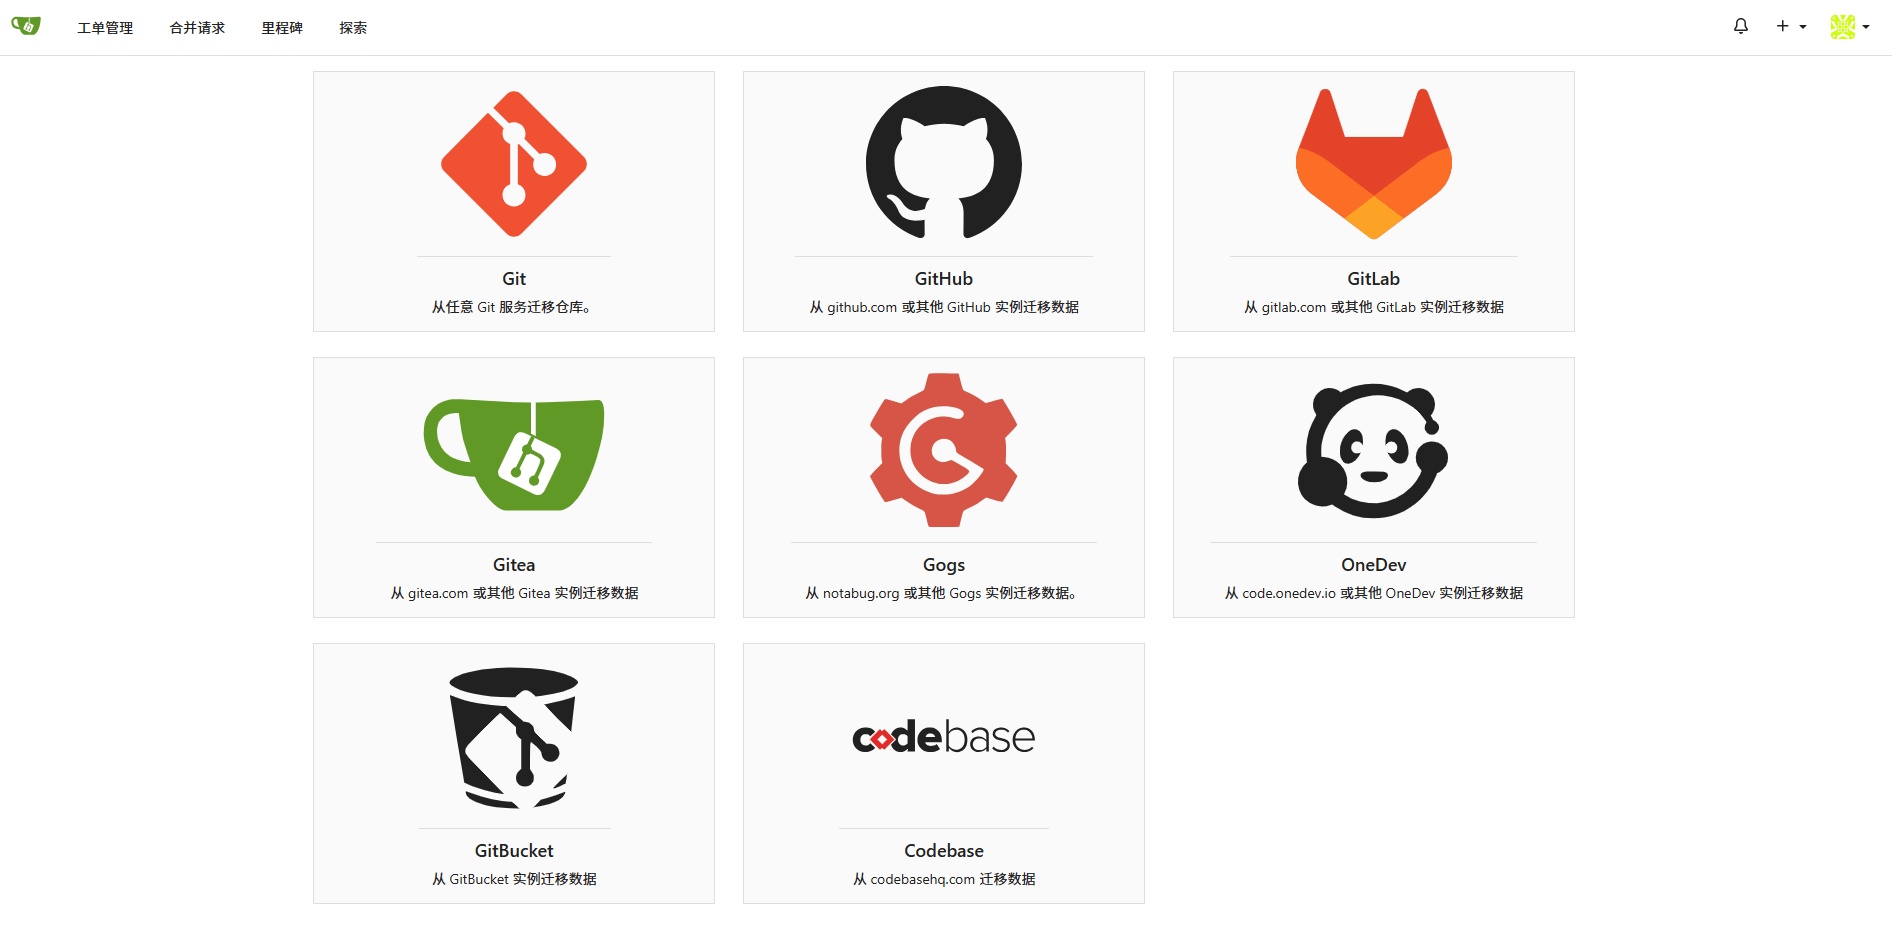 工单管理 合并请求 里程碑 探索
Git
从任意 Git 服务迁移仓库。
GitHub
从 github.com 或其他 GitHub 实例迁移数据
GitLab
从 gitlab.com 或其他 GitLab 实例迁移数据
Gitea
从 gitea.com 或其他 Gitea 实例迁移数据
Gogs
从 notabug.org 或其他 Gogs 实例迁移数据。
OneDev
从 code.onedev.io 或其他 OneDev 实例迁移数据
GitBucket
从 GitBucket 实例迁移数据
codebase
Codebase
从 codebasehq.com 迁移数据